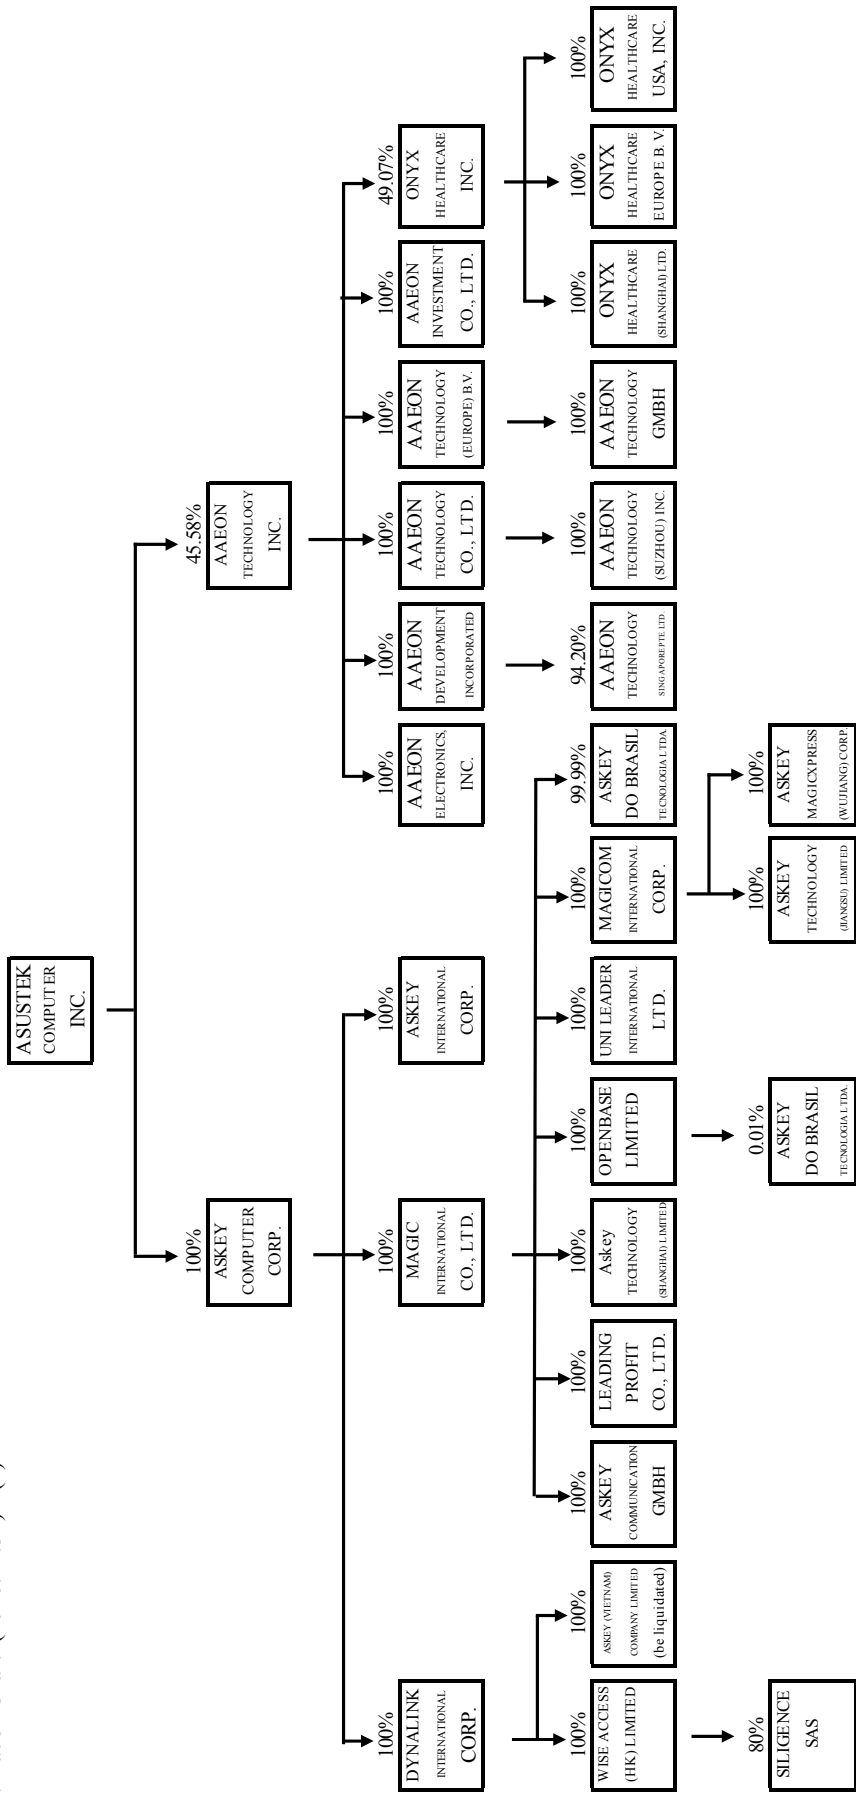 ASUSTEK
COMPUTER
INC.
100%
ASKEY
COMPUTER
CORP.
45.58%
AAEON
TECHNOLOGY
INC.
100%
DYNALINK
INTERNATIONAL
CORP.
100%
MAGIC
INTERNATIONAL
CO., LTD.
100%
ASKEY
INTERNATIONAL
CORP.
100%
AAEON
ELECTRONICS,
INC.
100%
AAEON
DEVELOPMENT
INCORPORATED
100%
AAEON
TECHNOLOGY
CO., LTD.
100%
AAEON
TECHNOLOGY
(EUROPE) B.V.
100%
AAEON
INVESTMENT
CO., LTD.
49.07%
ONYX
HEALTHCARE
INC.
100%
WISE ACCESS
(HK) LIMITED
100%
ASKEY (VIETNAM)
COMPANY LIMITED
(be liquidated)
100%
ASKEY
COMMUNICATION
GMBH
100%
LEADING
PROFIT
CO., LTD.
100%
Askey
TECHNOLOGY
(SHANGHAI) LIMITED
100%
OPENBASE
LIMITED
100%
UNI LEADER
INTERNATIONAL
LTD.
100%
MAGICOM
INTERNATIONAL
CORP.
99.99%
ASKEY
DO BRASIL
TECNOLOGIA LTDA.
94.20%
AAEON
TECHNOLOGY
SINGAPOREPTE. LTD.
100%
AAEON
TECHNOLOGY
(SUZHOU) INC.
100%
AAEON
TECHNOLOGY
GMBH
100%
ONYX
HEALTHCARE
(SHANGHAI) LTD.
100%
ONYX
HEALTHCARE
EUROPE B. V.
100%
ONYX
HEALTHCARE
USA, INC.
80%
SILIGENCE
SAS
0.01%
ASKEY
DO BRASIL
TECNOLOGIA LTDA.
100%
ASKEY
TECHNOLOGY
(JIANGSU) LIMITED
100%
ASKEY
MAGICXPRESS
(WUJIANG) CORP.